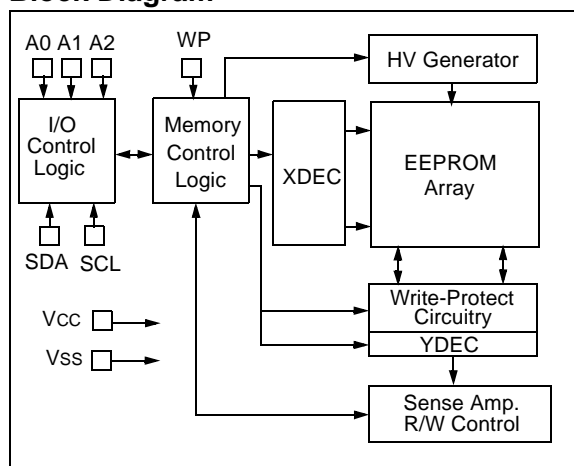 Block Diagram
A0 A1 A2
WP
HV Generator
I/O
Control
Logic
Memory
Control
Logic
XDEC
EEPROM
Array
SDA
SCL
Write-Protect
Circuitry
YDEC
VCC
VSS
Sense Amp.
R/W Control